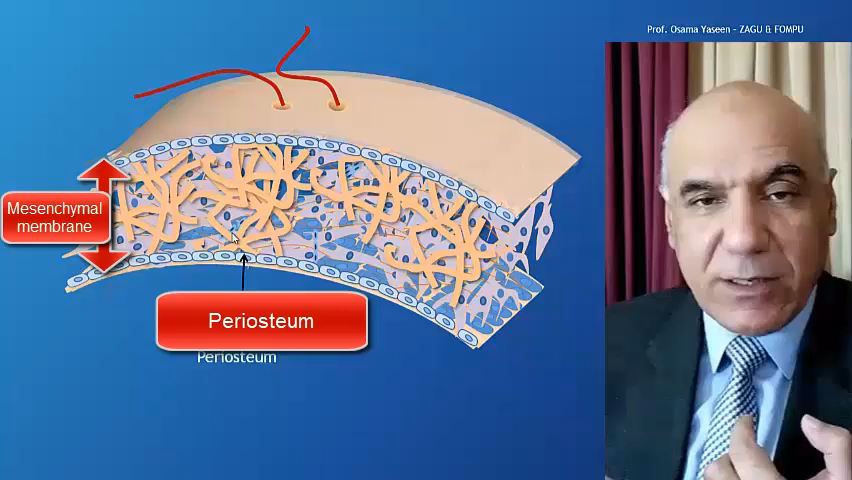 Prof. Osama Yaseen - ZAGU & FOMPU
Mesenchymal
membrane
Periosteum
Periosteum